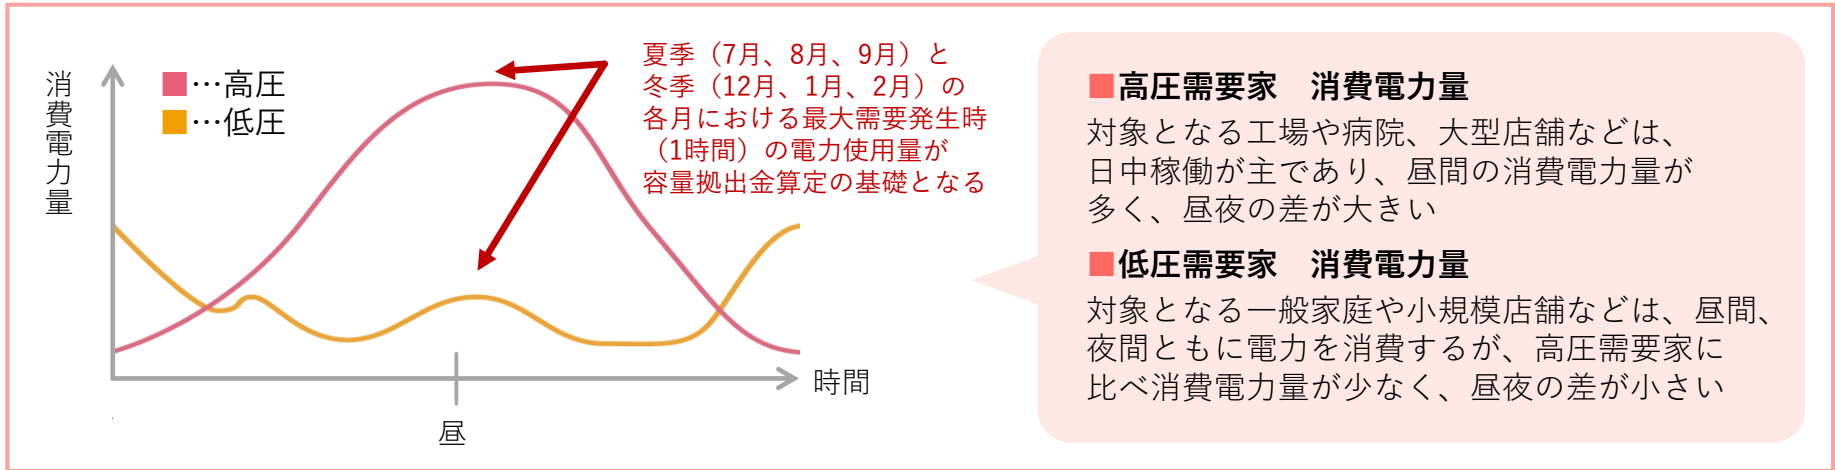 消費電力量
■…高圧
■…低圧
夏季（7月、8月、9月）と
冬季（12月、1月、2月）の
各月における最大需要発生時
（1時間）の電力使用量が
容量拠出金算定の基礎となる
時間
昼
■高圧需要家　消費電力量
対象となる工場や病院、大型店舗などは、
日中稼働が主であり、昼間の消費電力量が
多く、昼夜の差が大きい
■低圧需要家　消費電力量
対象となる一般家庭や小規模店舗などは、昼間、
夜間ともに電力を消費するが、高圧需要家に
比べ消費電力量が少なく、昼夜の差が小さい